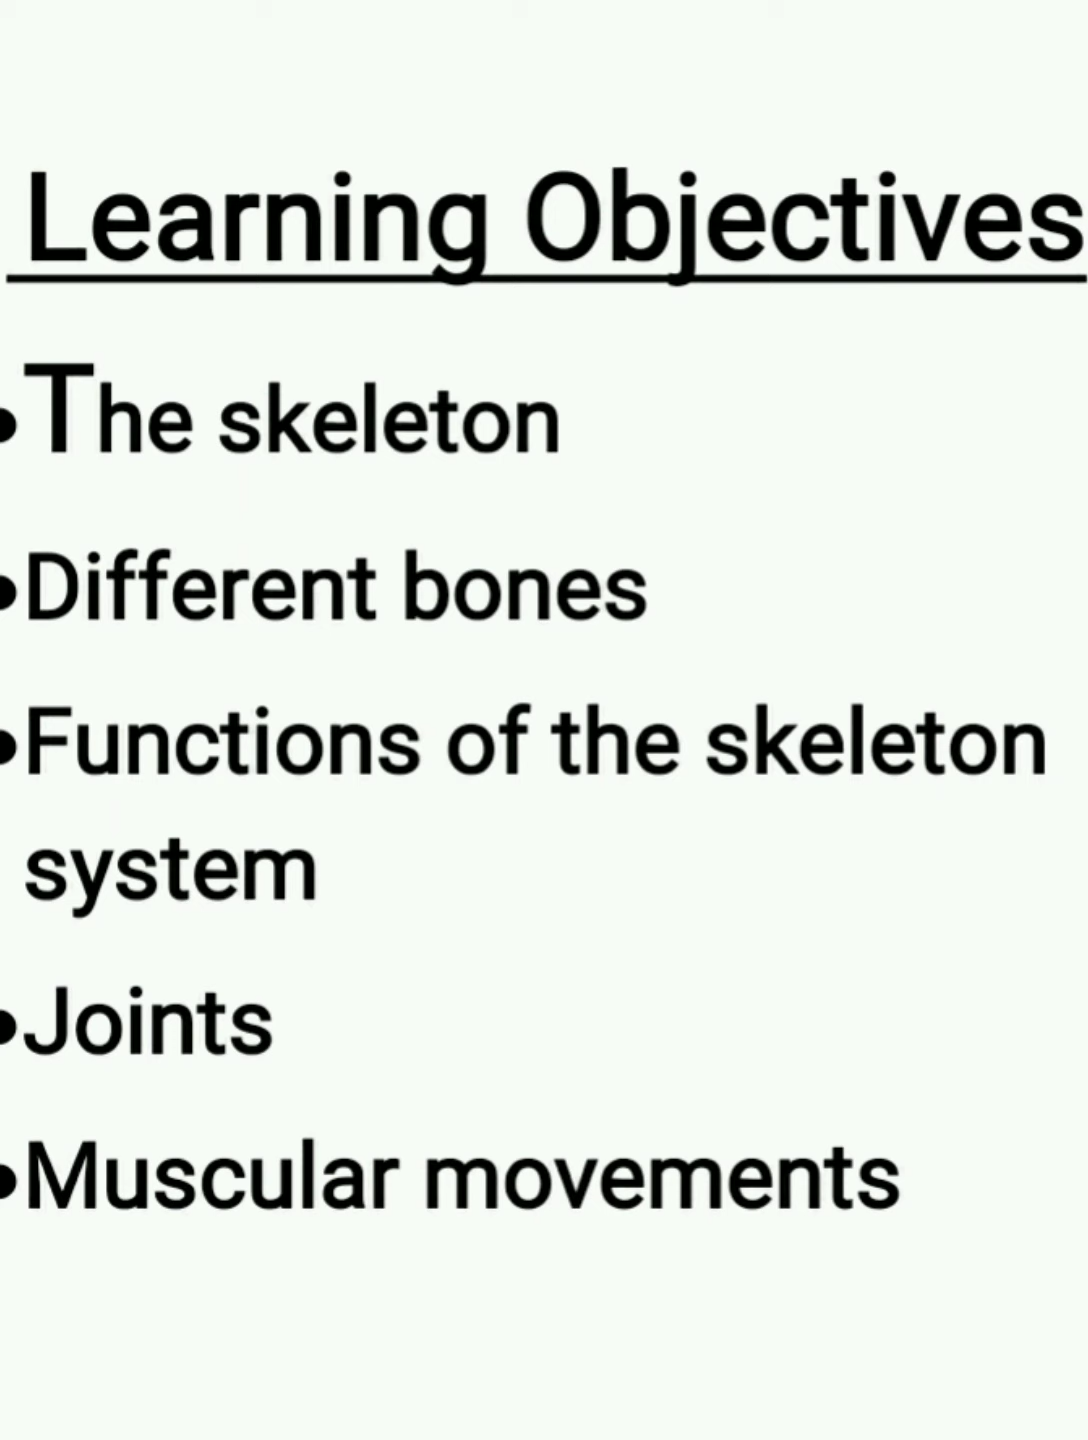 Learning Objectives
•The skeleton
•Different bones
•Functions of the skeleton
system
•Joints
•Muscular movements